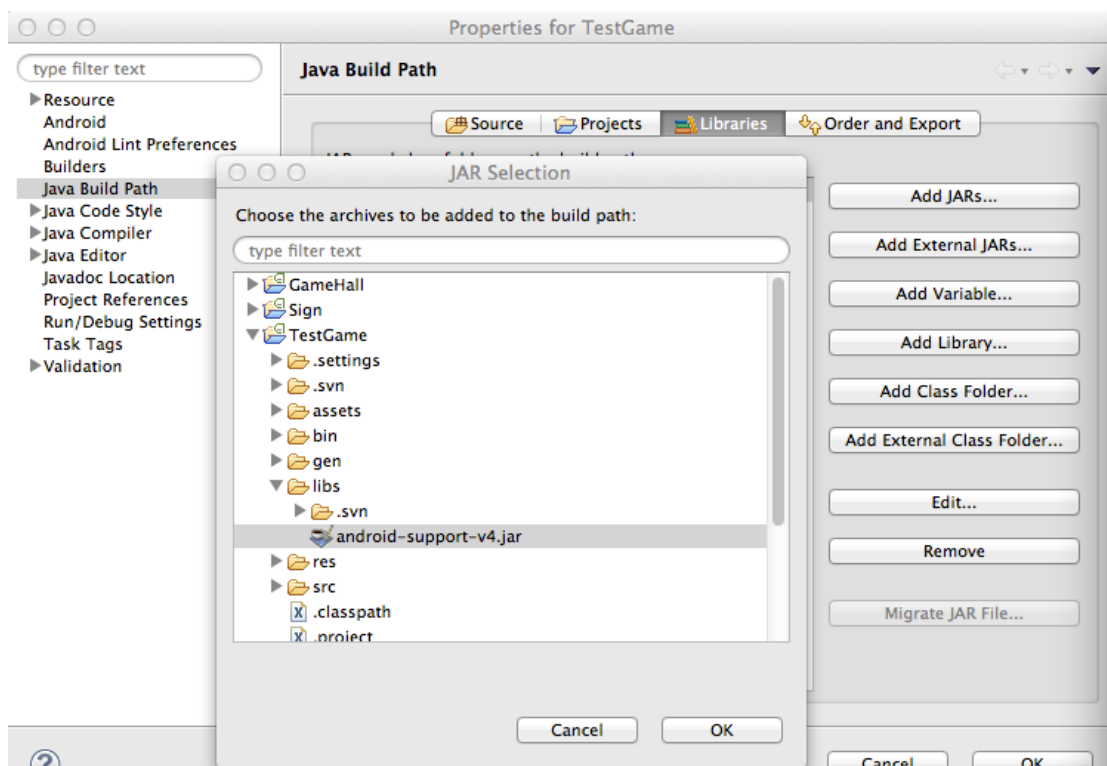 Properties for TestGame
type filter text
Resource
Android
Android Lint Preferences
Builders
Java Build Path
Java Code Style
Java Compiler
Java Editor
Javadoc Location
Project References
Run/Debug Settings
Task Tags
Validation
Java Build Path
Source Projects Libraries Order and Export
JAR Selection
Choose the archives to be added to the build path:
type filter text
GameHall
Sign
TestGame
.settings
.svn
assets
bin
gen
libs
.svn
android-support-v4.jar
res
src
.classpath
.project
Cancel OK
Add JARs...
Add External JARs...
Add Variable...
Add Library...
Add Class Folder...
Add External Class Folder...
Edit...
Remove
Migrate JAR File...
?
Cancel OK